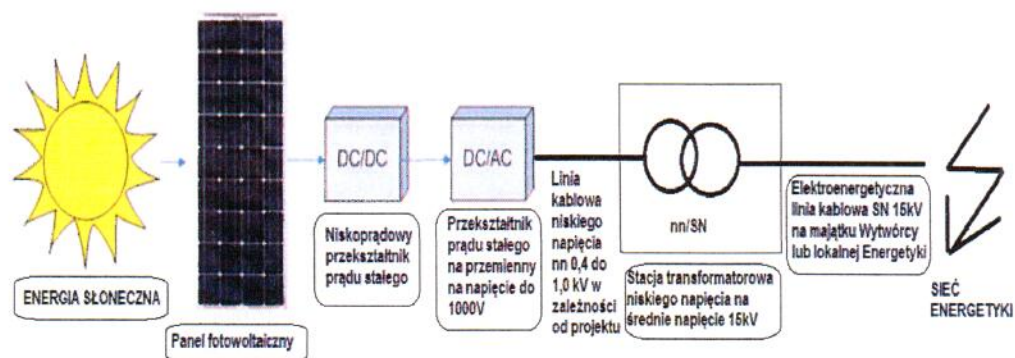 ENERGIA SŁONECZNA
Panel fotowoltaiczny
DC/DC
Niskoprądowy
przekształtnik
prądu stałego
DC/AC
Przekształtnik
prądu stałego
na przemienny
na napięcie do
1000V
Linia
kablowa
niskiego
napięcia
nn 0,4 do
1,0 kV w
zależności
od projektu
nn/SN
Stacja transformatorowa
niskiego napięcia na
średnie napięcie 15kV
Elektroenergetyczna
linia kablowa SN 15kV
na majątku Wytwórcy
lub lokalnej Energetyki
SIEĆ
ENERGETYKI